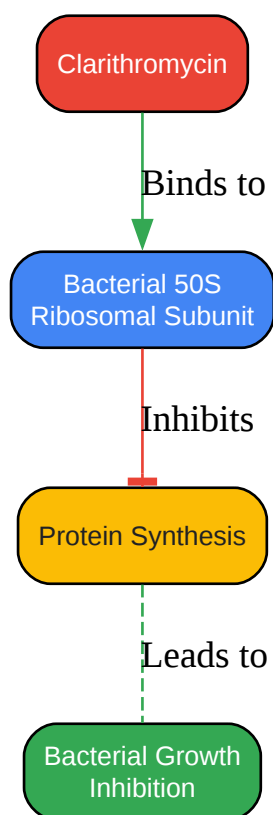 Clarithromycin
Binds to
Bacterial 50S
Ribosomal Subunit
Inhibits
Protein Synthesis
Leads to
Bacterial Growth
Inhibition